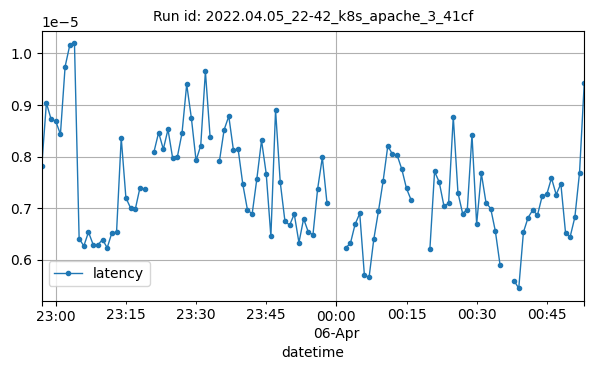 Run id: 2022.04.05_22-42_k8s_apache_3_41cf
1e−5
1.0
0.9
0.8
0.7
0.6
latency
23:00 23:15 23:30 23:45 00:00 00:15 00:30 00:45
06-Apr
datetime